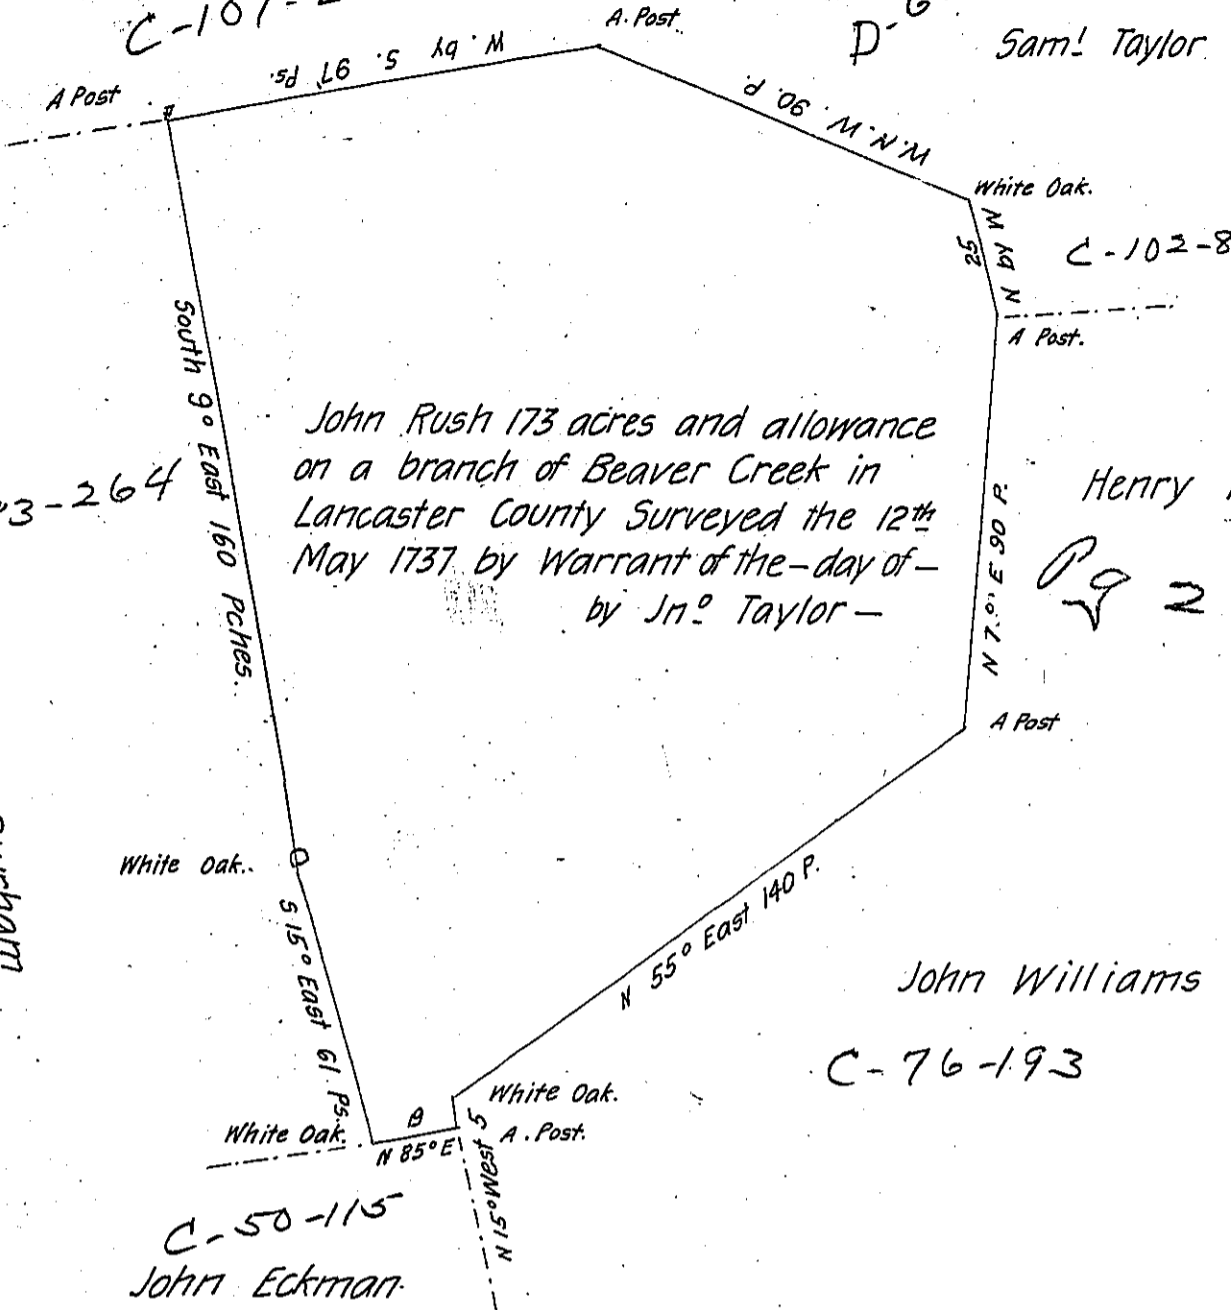 C-101-
A. Post.
D-6
Sam! Taylor
W. by S. 97 Ps.
A Post
W.N.W. 90. P.
White Oak.
N by W
25
C-102-8
A Post.
South 9° East 160 Pches.
John Rush 173 acres and allowance
on a branch of Beaver Creek in
Lancaster County Surveyed the 12th
May 1737 by Warrant of the – day of –
by Jno. Taylor –
3-264
Henry
N 7.° E 90 P.
Pg 2
A Post
White Oak..
S 15° East 61 Ps.
N 55° East 140 P.
John Williams
C-76-193
White Oak.
White Oak.
N 85° E
A. Post.
N 15° West 5
C-50-115
John Eckman.